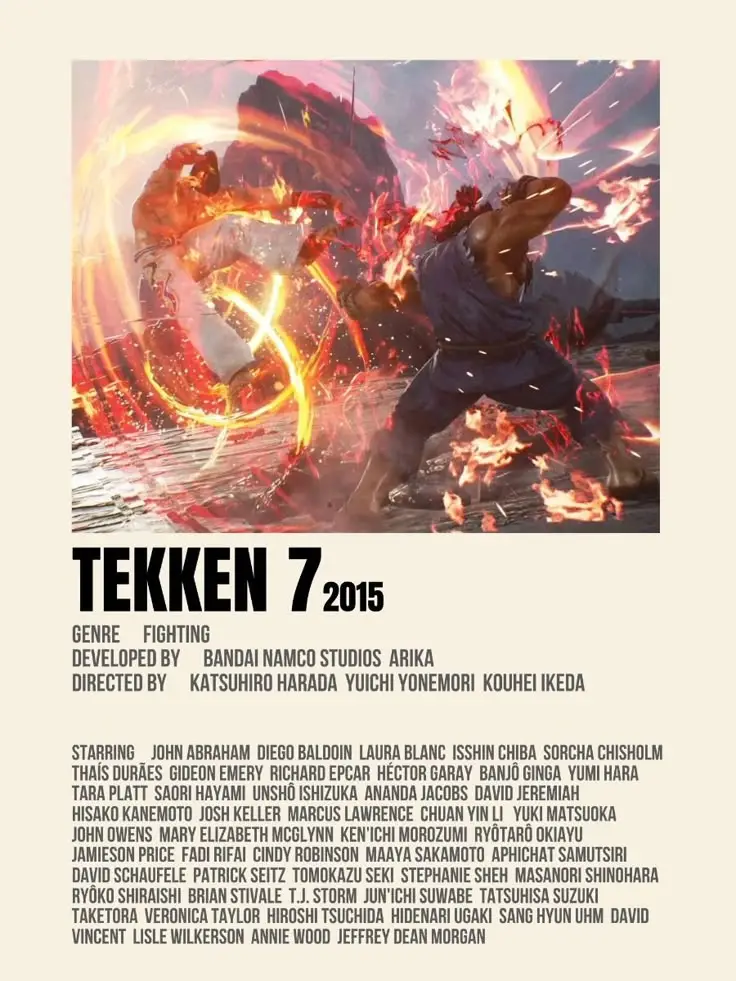 TEKKEN 7 2015
GENRE FIGHTING
DEVELOPED BY BANDAI NAMCO STUDIOS ARIKA
DIRECTED BY KATSUHIRO HARADA YUICHI YONEMORI KOUHEI IKEDA
STARRING JOHN ABRAHAM DIEGO BALDOIN LAURA BLANC ISSHIN CHIBA SORCHA CHISHOLM
THAÍS DURÃES GIDEON EMERY RICHARD EPCAR HÉCTOR GARAY BANJÔ GINGA YUMI HARA
TARA PLATT SAORI HAYAMI UNSHÔ ISHIZUKA ANANDA JACOBS DAVID JEREMIAH
HISAKO KANEMOTO JOSH KELLER MARCUS LAWRENCE CHUAN YIN LI YUKI MATSUOKA
JOHN OWENS MARY ELIZABETH MCGLYNN KEN'ICHI MOROZUMI RYÔTARÔ OKIAYU
JAMIESON PRICE FADI RIFAI CINDY ROBINSON MAAYA SAKAMOTO APHICHAT SAMUTSIRI
DAVID SCHAUFELE PATRICK SEITZ TOMOKAZU SEKI STEPHANIE SHEH MASANORI SHINOHARA
RYÔKO SHIRAISHI BRIAN STIVALE T.J. STORM JUN'ICHI SUWABE TATSUHISA SUZUKI
TAKETORA VERONICA TAYLOR HIROSHI TSUCHIDA HIDENARI UGAKI SANG HYUN UHM DAVID
VINCENT LISLE WILKERSON ANNIE WOOD JEFFREY DEAN MORGAN